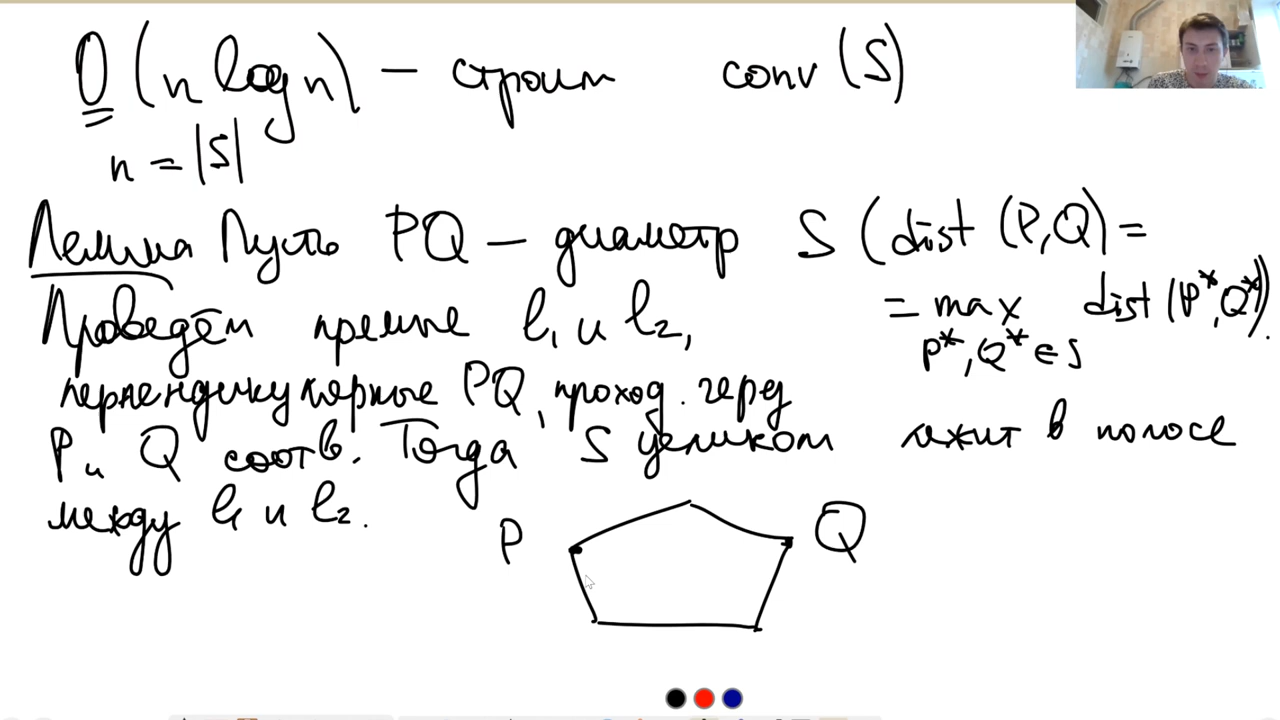 O(n log n) — строим conv(S)
n = |S|
Лемма Пусть PQ — диаметр S (dist (P,Q) =
= max dist (P*, Q*)).
P*, Q* ∈ S
Проведём прямые l₁ и l₂,
перпендикулярные PQ, проход. через
P и Q соотв. Тогда S целиком лежит в полосе
между l₁ и l₂.
P Q